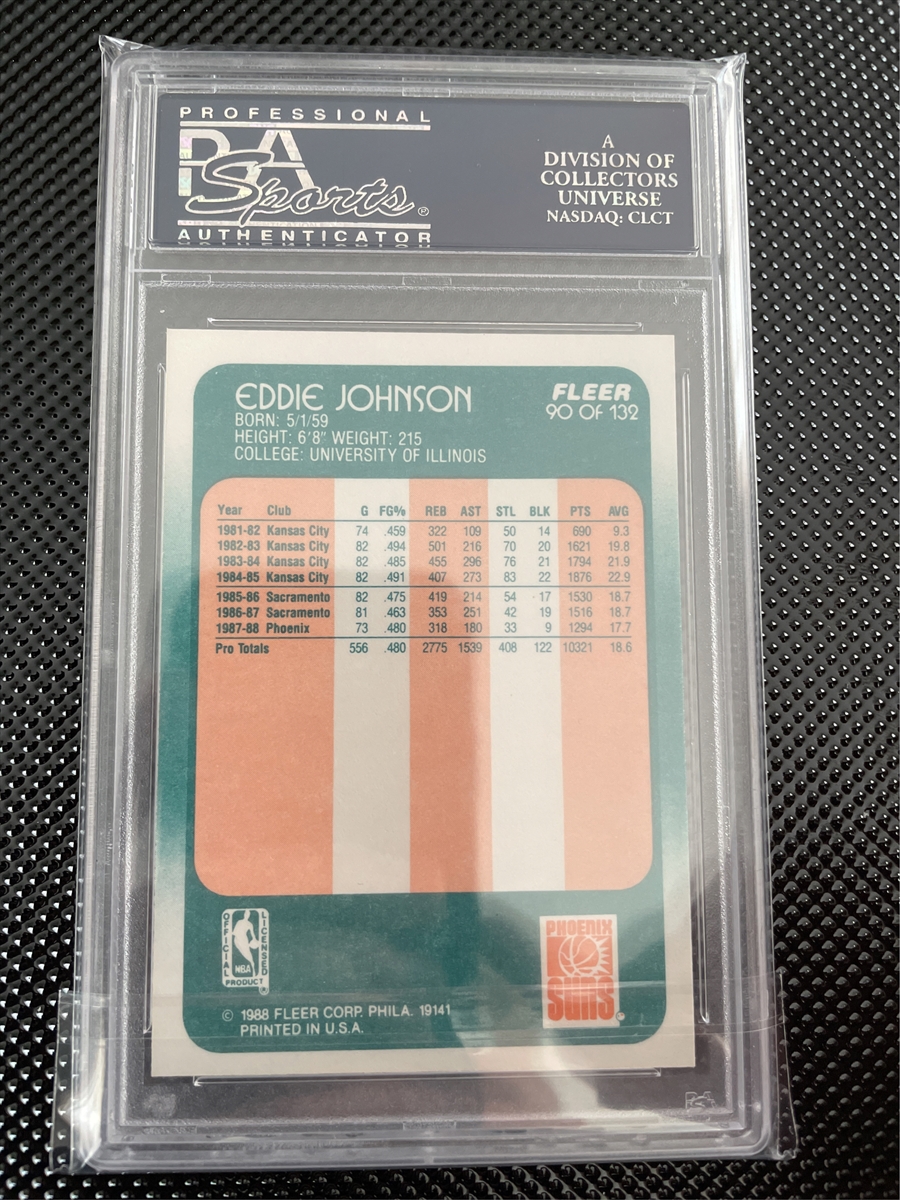 PROFESSIONAL
PSA
Sports®
AUTHENTICATOR
A
DIVISION OF
COLLECTORS
UNIVERSE
NASDAQ: CLCT
EDDIE JOHNSON
BORN: 5/1/59
HEIGHT: 6'8" WEIGHT: 215
COLLEGE: UNIVERSITY OF ILLINOIS
FLEER
90 OF 132
Year Club G FG% REB AST STL BLK PTS AVG
1981-82 Kansas City 74 .459 322 109 50 14 690 9.3
1982-83 Kansas City 82 .494 501 216 70 20 1621 19.8
1983-84 Kansas City 82 .485 455 296 76 21 1794 21.9
1984-85 Kansas City 82 .491 407 273 83 22 1876 22.9
1985-86 Sacramento 82 .475 419 214 54 17 1530 18.7
1986-87 Sacramento 81 .463 353 251 42 19 1516 18.7
1987-88 Phoenix 73 .480 318 180 33 9 1294 17.7
Pro Totals 556 .480 2775 1539 408 122 10321 18.6
OFFICIAL
LICENSED
NBA
PRODUCT
®
PHOENIX
SUNS
© 1988 FLEER CORP. PHILA. 19141
PRINTED IN U.S.A.